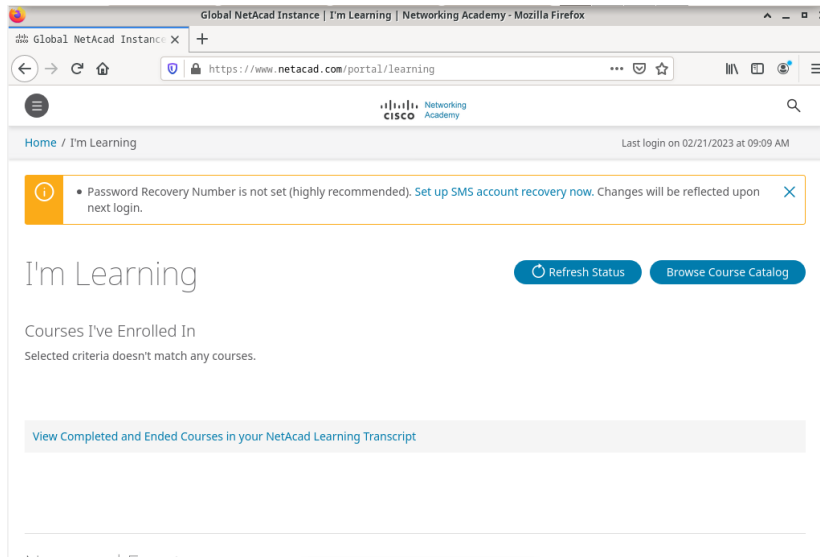 Global NetAcad Instance | I'm Learning | Networking Academy - Mozilla Firefox
Global NetAcad Instance
https://www.netacad.com/portal/learning
CISCO Networking Academy
Home / I'm Learning
Last login on 02/21/2023 at 09:09 AM
• Password Recovery Number is not set (highly recommended). Set up SMS account recovery now. Changes will be reflected upon
next login.
I'm Learning
Refresh Status
Browse Course Catalog
Courses I've Enrolled In
Selected criteria doesn't match any courses.
View Completed and Ended Courses in your NetAcad Learning Transcript